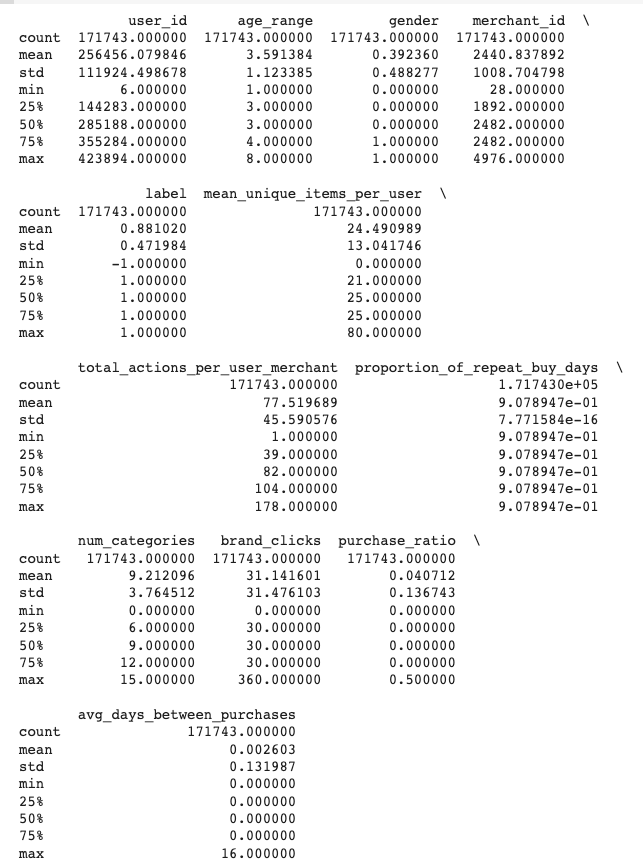 user_id age_range gender merchant_id \
count 171743.000000 171743.000000 171743.000000 171743.000000
mean 256456.079846 3.591384 0.392360 2440.837892
std 111924.498678 1.123385 0.488277 1008.704798
min 6.000000 1.000000 0.000000 28.000000
25% 144283.000000 3.000000 0.000000 1892.000000
50% 285188.000000 3.000000 0.000000 2482.000000
75% 355284.000000 4.000000 1.000000 2482.000000
max 423894.000000 8.000000 1.000000 4976.000000
label mean_unique_items_per_user \
count 171743.000000 171743.000000
mean 0.881020 24.490989
std 0.471984 13.041746
min -1.000000 0.000000
25% 1.000000 21.000000
50% 1.000000 25.000000
75% 1.000000 25.000000
max 1.000000 80.000000
total_actions_per_user_merchant proportion_of_repeat_buy_days \
count 171743.000000 1.717430e+05
mean 77.519689 9.078947e-01
std 45.590576 7.771584e-16
min 1.000000 9.078947e-01
25% 39.000000 9.078947e-01
50% 82.000000 9.078947e-01
75% 104.000000 9.078947e-01
max 178.000000 9.078947e-01
num_categories brand_clicks purchase_ratio \
count 171743.000000 171743.000000 171743.000000
mean 9.212096 31.141601 0.040712
std 3.764512 31.476103 0.136743
min 0.000000 0.000000 0.000000
25% 6.000000 30.000000 0.000000
50% 9.000000 30.000000 0.000000
75% 12.000000 30.000000 0.000000
max 15.000000 360.000000 0.500000
avg_days_between_purchases
count 171743.000000
mean 0.002603
std 0.131987
min 0.000000
25% 0.000000
50% 0.000000
75% 0.000000
max 16.000000